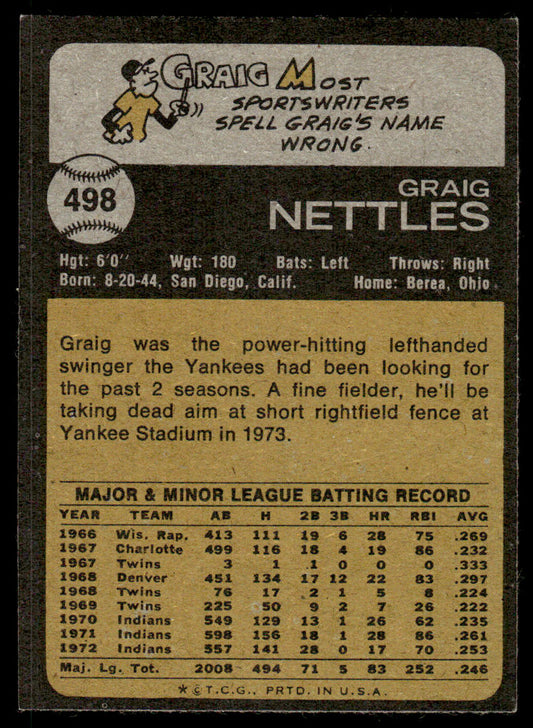 GRAIG MOST
SPORTSWRITERS
SPELL GRAIG'S NAME
WRONG.
498
GRAIG
NETTLES
Hgt: 6'0" Wgt: 180 Bats: Left Throws: Right
Born: 8-20-44, San Diego, Calif. Home: Berea, Ohio
Graig was the power-hitting lefthanded
swinger the Yankees had been looking for
the past 2 seasons. A fine fielder, he'll be
taking dead aim at short rightfield fence at
Yankee Stadium in 1973.
MAJOR & MINOR LEAGUE BATTING RECORD
YEAR TEAM AB H 2B 3B HR RBI AVG
1966 Wis. Rap. 413 111 19 6 28 75 .269
1967 Charlotte 499 116 18 4 19 86 .232
1967 Twins 3 1 .1 0 0 0 .333
1968 Denver 451 134 17 12 22 83 .297
1968 Twins 76 17 2 1 5 8 .224
1969 Twins 225 50 9 2 7 26 .222
1970 Indians 549 129 13 1 26 62 .235
1971 Indians 598 156 18 1 28 86 .261
1972 Indians 557 141 28 0 17 70 .253
Maj. Lg. Tot. 2008 494 71 5 83 252 .246
* © T.C.G., PRTD. IN U.S.A.